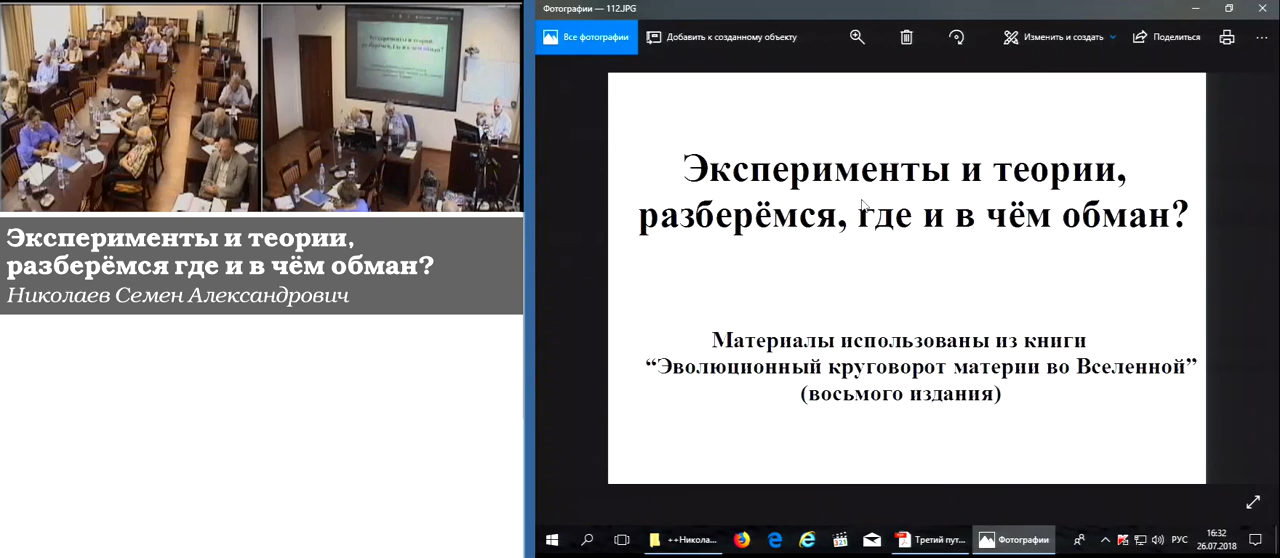 Эксперименты и теории,
разберёмся где и в чём обман?
Николаев Семен Александрович
Фотографии — 112.JPG
Все фотографии
Добавить к созданному объекту
Изменить и создать
Поделиться
Эксперименты и теории,
разберёмся, где и в чём обман?
Материалы использованы из книги
“Эволюционный круговорот материи во Вселенной”
(восьмого издания)
++Никола...
Третий пут...
Фотографии
РУС
16:32
26.07.2018